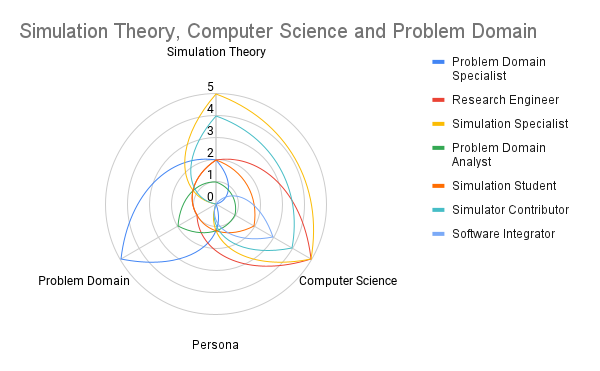 Simulation Theory, Computer Science and Problem Domain
Simulation Theory
5
4
3
2
1
0
Problem Domain
Computer Science
Persona
Problem Domain
Specialist
Research Engineer
Simulation Specialist
Problem Domain
Analyst
Simulation Student
Simulator Contributor
Software Integrator